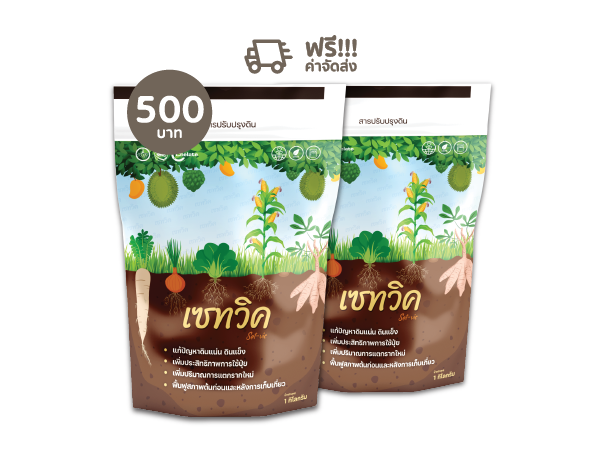 ฟรี!!!
ค่าจัดส่ง
500
บาท
สารปรับปรุงดิน
เซทวิค
Set-vic
แก้ปัญหาดินแน่น ดินแข็ง
เพิ่มประสิทธิภาพการใช้ปุ๋ย
เพิ่มปริมาณการแตกรากใหม่
ฟื้นฟูสภาพต้นก่อนและหลังการเก็บเกี่ยว
1 กิโลกรัม
สารปรับปรุงดิน
เซทวิค
Set-vic
แก้ปัญหาดินแน่น ดินแข็ง
เพิ่มประสิทธิภาพการใช้ปุ๋ย
เพิ่มปริมาณการแตกรากใหม่
ฟื้นฟูสภาพต้นก่อนและหลังการเก็บเกี่ยว
1 กิโลกรัม